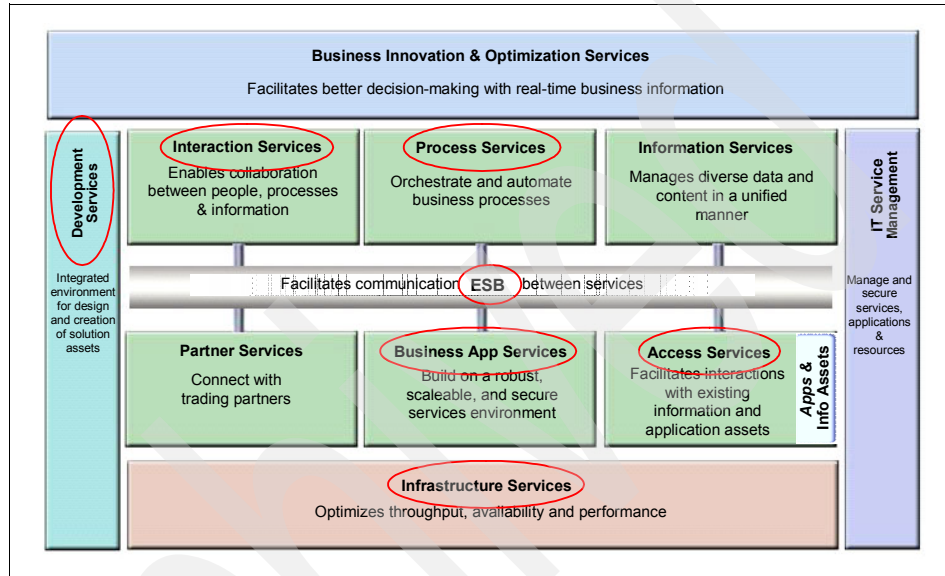 Business Innovation & Optimization Services
Facilitates better decision-making with real-time business information
Development
Services
Integrated
environment
for design
and creation
of solution
assets
Interaction Services
Enables collaboration
between people, processes
& information
Process Services
Orchestrate and automate
business processes
Information Services
Manages diverse data and
content in a unified
manner
IT Service
Management
Manage and
secure
services,
applications
&
resources
Facilitates communication ESB between services
Partner Services
Connect with
trading partners
Business App Services
Build on a robust,
scaleable, and secure
services environment
Access Services
Facilitates interactions
with existing
information and
application assets
Apps &
Info Assets
Infrastructure Services
Optimizes throughput, availability and performance